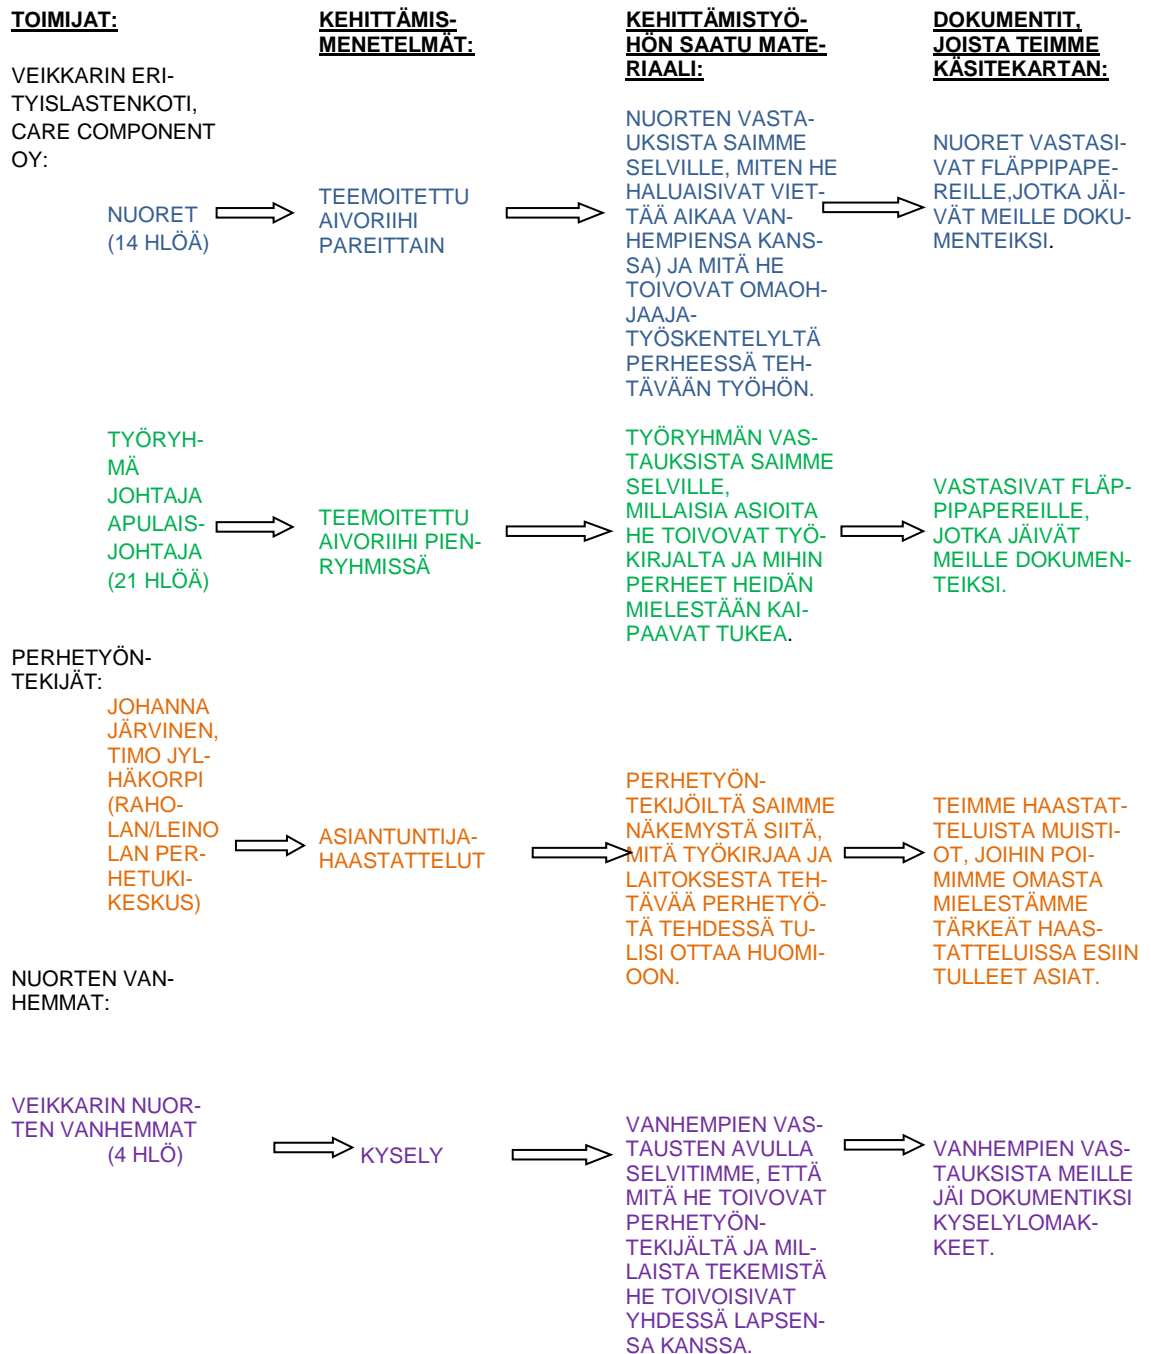 TOIMIJAT:
KEHITTÄMIS-
MENETELMÄT:
KEHITTÄMISTYÖ-
HÖN SAATU MATE-
RIAALI:
DOKUMENTIT,
JOISTA TEIMME
KÄSITEKARTAN:
VEIKKARIN ERI-
TYISLASTENKOTI,
CARE COMPONENT
OY:
NUORET
(14 HLÖÄ)
TEEMOITETTU
AIVORIIHI
PAREITTAIN
NUORTEN VASTA-
UKSISTA SAIMME
SELVILLE, MITEN HE
HALUAISIVAT VIET-
TÄÄ AIKAA VAN-
HEMPIENSA KANS-
SA) JA MITÄ HE
TOIVOVAT OMAOH-
JAAJA-
TYÖSKENTELYLTÄ
PERHEESSÄ TEH-
TÄVÄÄN TYÖHÖN.
NUORET VASTASI-
VAT FLÄPPIPAPE-
REILLE,JOTKA JÄI-
VÄT MEILLE DOKU-
MENTEIKSI.
TYÖRYH-
MÄ
JOHTAJA
APULAIS-
JOHTAJA
(21 HLÖÄ)
TEEMOITETTU
AIVORIIHI PIEN-
RYHMISSÄ
TYÖRYHMÄN VAS-
TAUKSISTA SAIMME
SELVILLE,
MILLAISIA ASIOITA
HE TOIVOVAT TYÖ-
KIRJALTA JA MIHIN
PERHEET HEIDÄN
MIELESTÄÄN KAI-
PAAVAT TUKEA.
VASTASIVAT FLÄP-
PIPAPEREILLE,
JOTKA JÄIVÄT
MEILLE DOKUMEN-
TEIKSI.
PERHETYÖN-
TEKIJÄT:
JOHANNA
JÄRVINEN,
TIMO JYL-
HÄKORPI
(RAHO-
LAN/LEINO
LAN PER-
HETUKI-
KESKUS)
ASIANTUNTIJA-
HAASTATTELUT
PERHETYÖN-
TEKIJÖILTÄ SAIMME
NÄKEMYSTÄ SIITÄ,
MITÄ TYÖKIRJAA JA
LAITOKSESTA TEH-
TÄVÄÄ PERHETYÖ-
TÄ TEHDESSÄ TU-
LISI OTTAA HUOMI-
OON.
TEIMME HAASTAT-
TELUISTA MUISTI-
OT, JOIHIN POI-
MIMME OMASTA
MIELESTÄMME
TÄRKEÄT HAAS-
TATTELUISSA ESIIN
TULLEET ASIAT.
NUORTEN VAN-
HEMMAT:
VEIKKARIN NUOR-
TEN VANHEMMAT
(4 HLÖ)
KYSELY
VANHEMPIEN VAS-
TAUSTEN AVULLA
SELVITIMME, ETTÄ
MITÄ HE TOIVOVAT
PERHETYÖN-
TEKIJÄLTÄ JA MIL-
LAISTA TEKEMISTÄ
HE TOIVOISIVAT
YHDESSÄ LAPSEN-
SA KANSSA.
VANHEMPIEN VAS-
TAUKSISTA MEILLE
JÄI DOKUMENTIKSI
KYSELYLOMAK-
KEET.